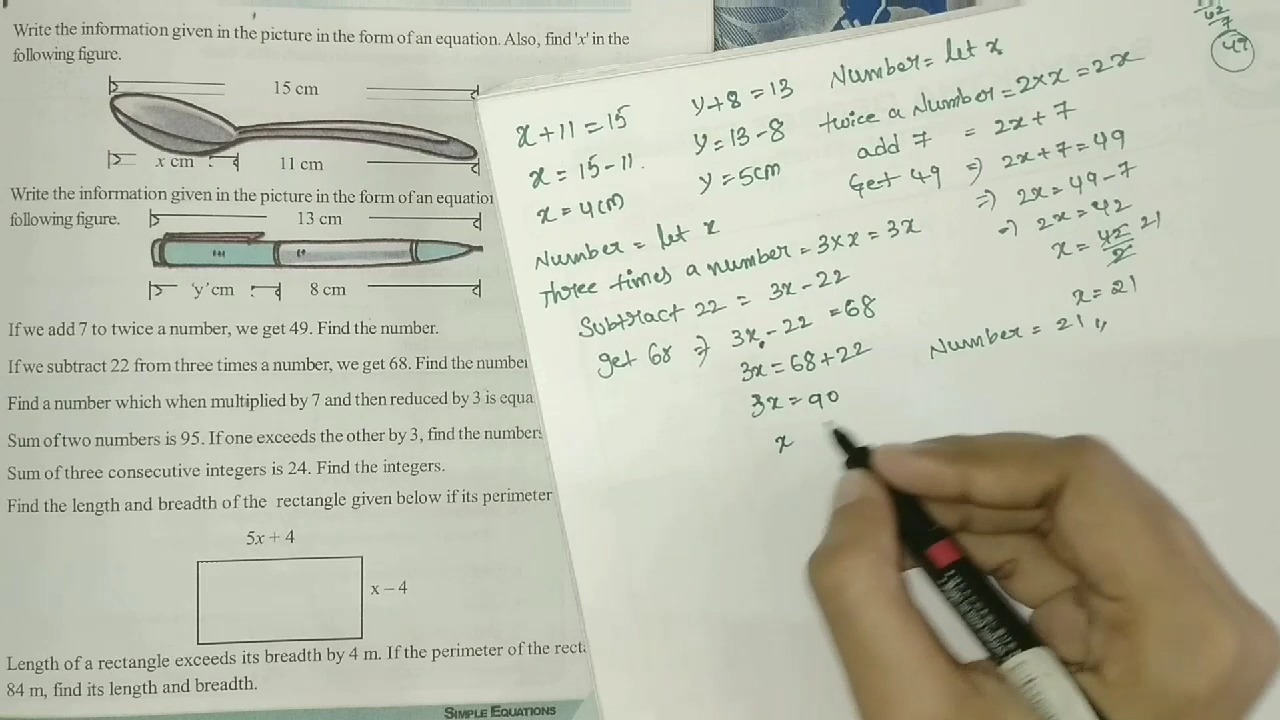 Write the information given in the picture in the form of an equation. Also, find 'x' in the
following figure.
15 cm
x cm
11 cm
Write the information given in the picture in the form of an
following figure.
13 cm
'y' cm
8 cm
If we add 7 to twice a number, we get 49. Find the number.
If we subtract 22 from three times a number, we get 68. Find the
Find a number which when multiplied by 7 and then reduced by 3 is
Sum of two numbers is 95. If one exceeds the other by 3, find the
Sum of three consecutive integers is 24. Find the integers.
Find the length and breadth of the rectangle given below if its perimeter
5x + 4
x – 4
Length of a rectangle exceeds its breadth by 4 m. If the perimeter of the
84 m, find its length and breadth.
SIMPLE EQUATIONS
x + 11 = 15
x = 15 - 11.
x = 4cm
y + 8 = 13
y = 13 - 8
y = 5cm
Number = let x
twice a Number = 2 × x = 2x
add 7 = 2x + 7
Get 49 ⇒ 2x + 7 = 49
⇒ 2x = 49 - 7
⇒ 2x = 42
x = 42/2 21
x = 21
Number = 21,,
Number = let x
Three times a number = 3 × x = 3x
Subtract 22 = 3x - 22
get 68 ⇒ 3x - 22 = 68
3x = 68 + 22
3x = 90
x
42
7
49